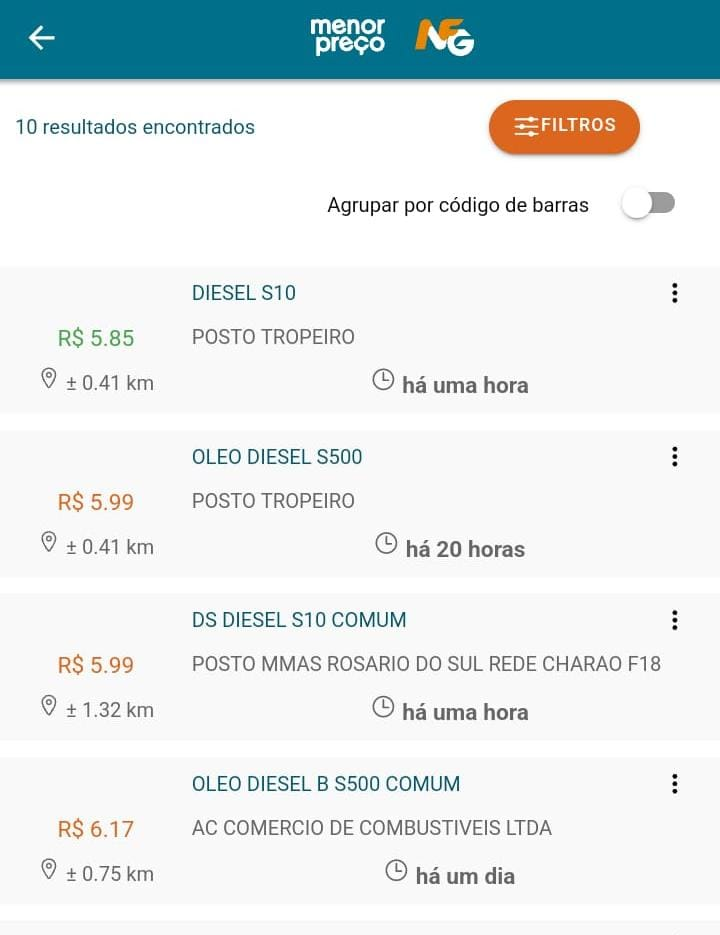 menor
preço
NFG
10 resultados encontrados
FILTROS
Agrupar por código de barras
DIESEL S10
R$ 5.85
POSTO TROPEIRO
± 0.41 km
há uma hora
OLEO DIESEL S500
R$ 5.99
POSTO TROPEIRO
± 0.41 km
há 20 horas
DS DIESEL S10 COMUM
R$ 5.99
POSTO MMAS ROSARIO DO SUL REDE CHARAO F18
± 1.32 km
há uma hora
OLEO DIESEL B S500 COMUM
R$ 6.17
AC COMERCIO DE COMBUSTIVEIS LTDA
± 0.75 km
há um dia